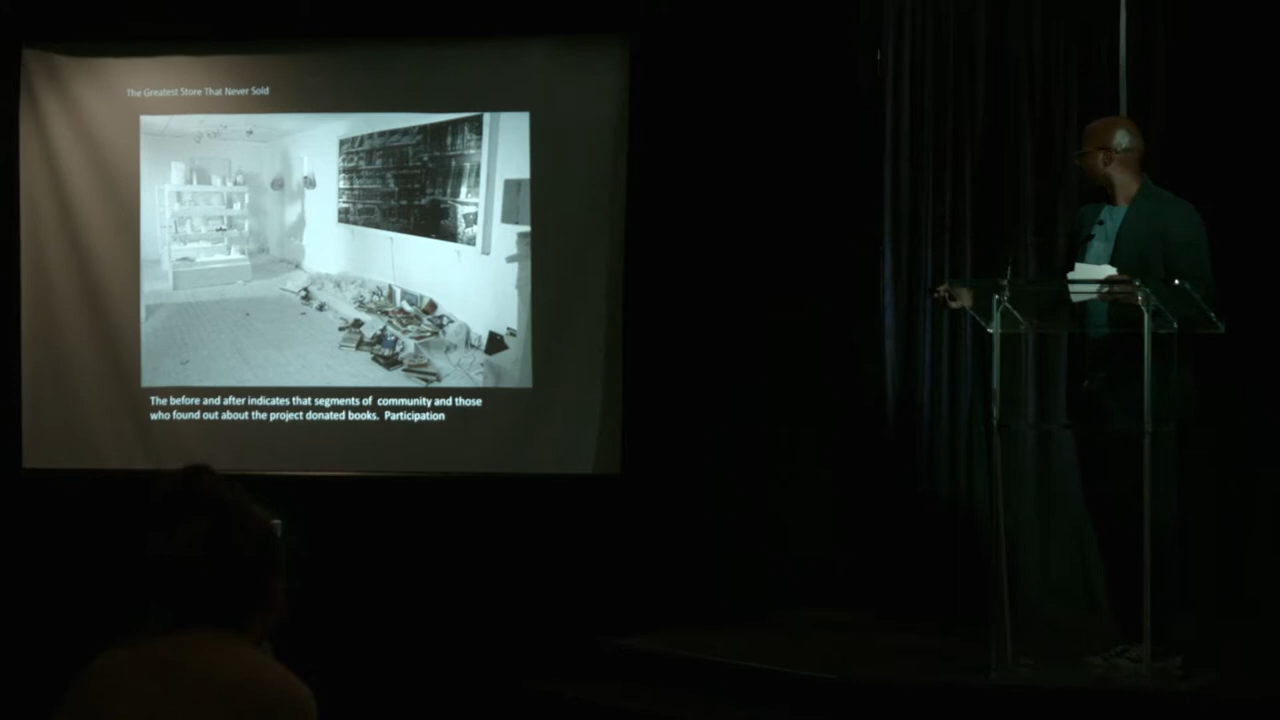 The Greatest Store That Never Sold
The before and after indicates that segments of community and those
who found out about the project donated books. Participation